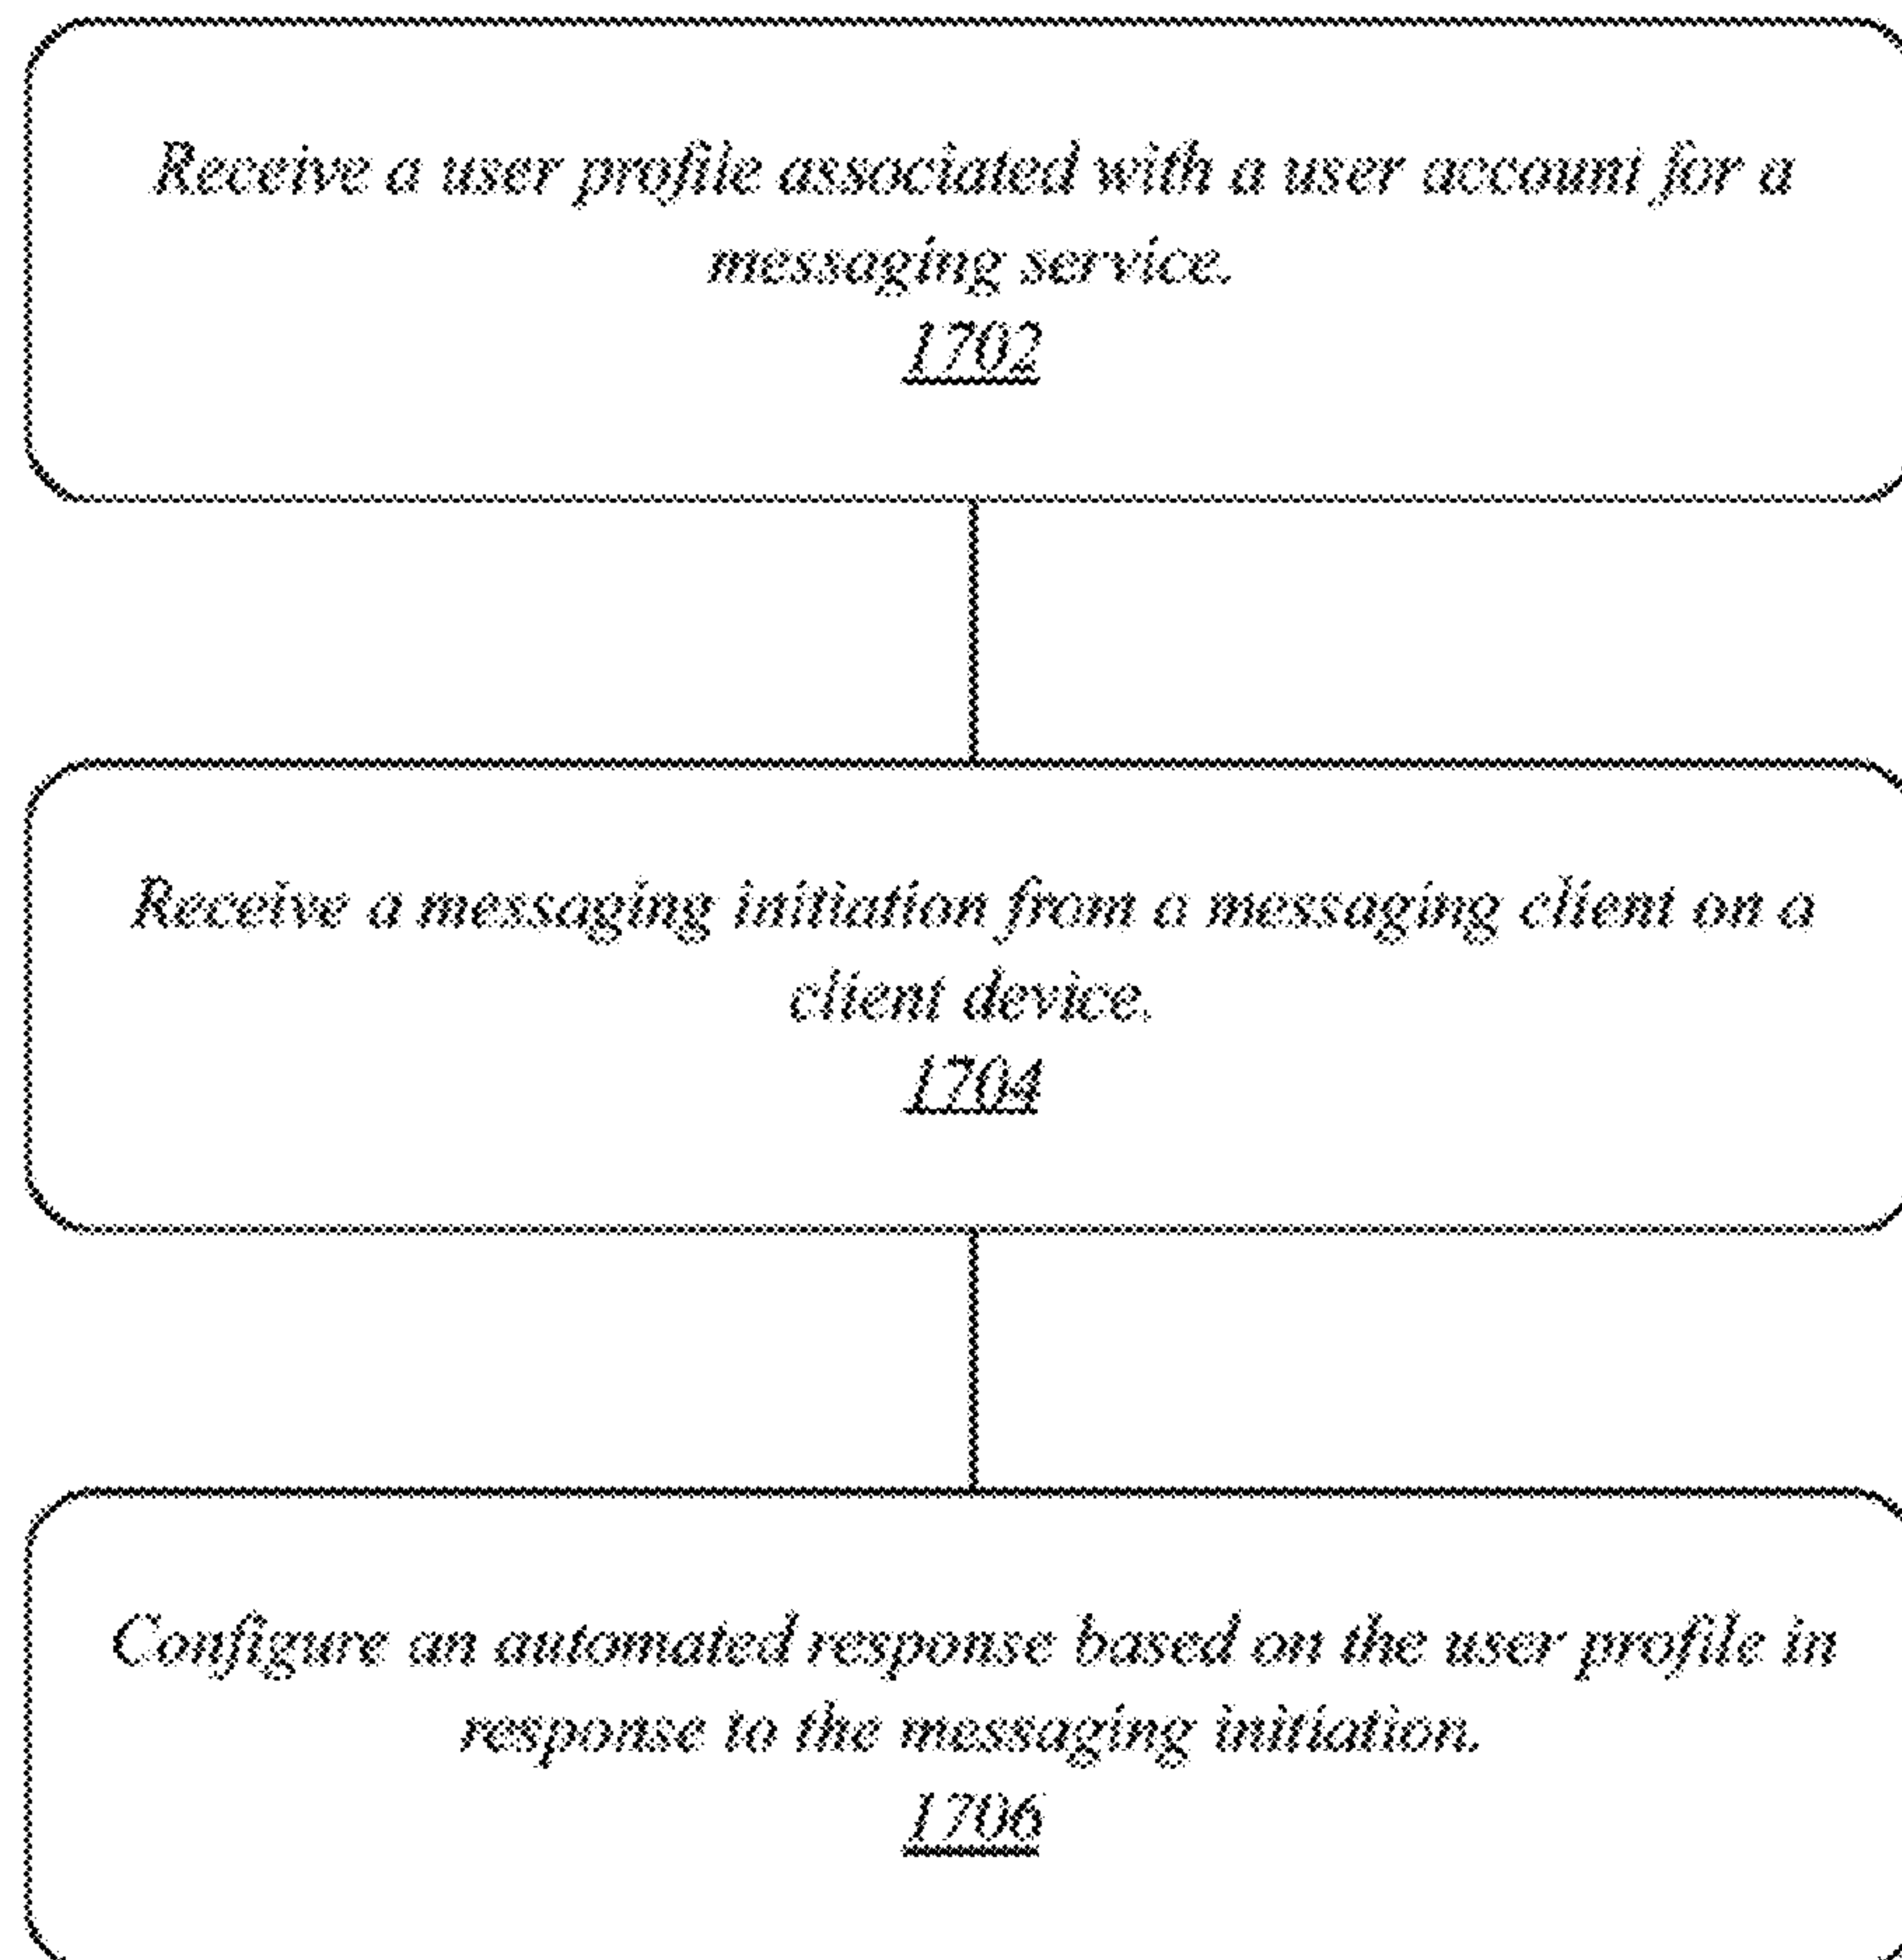 Receive a user profile associated with a user account for a
messaging service.
1702
Receive a messaging initiation from a messaging client on a
client device.
1704
Configure an automated response based on the user profile in
response to the messaging initiation.
1706